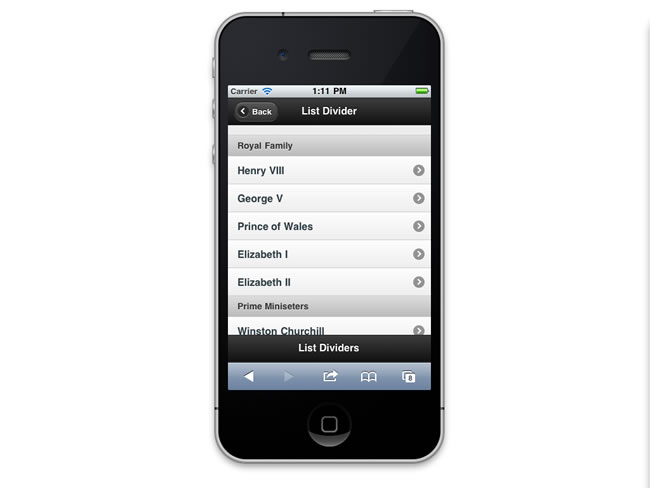 Carrier 1:11 PM
Back List Divider
Royal Family
Henry VIII
George V
Prince of Wales
Elizabeth I
Elizabeth II
Prime Miniseters
Winston Churchill
List Dividers
8